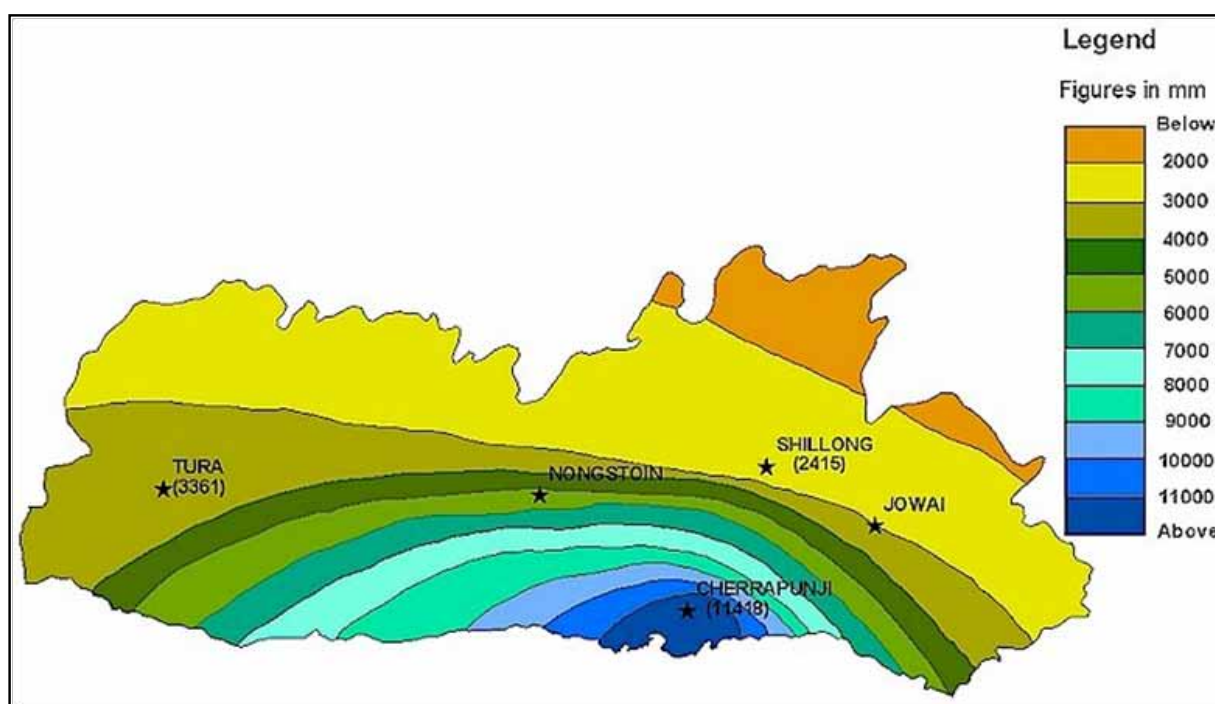 Legend
Figures in mm
Below
2000
3000
4000
5000
6000
7000
8000
9000
10000
11000
Above
SHILLONG
(2415)
TURA
(3361)
NONGSTOIN
JOWAI
CHERRAPUNJI
(11418)